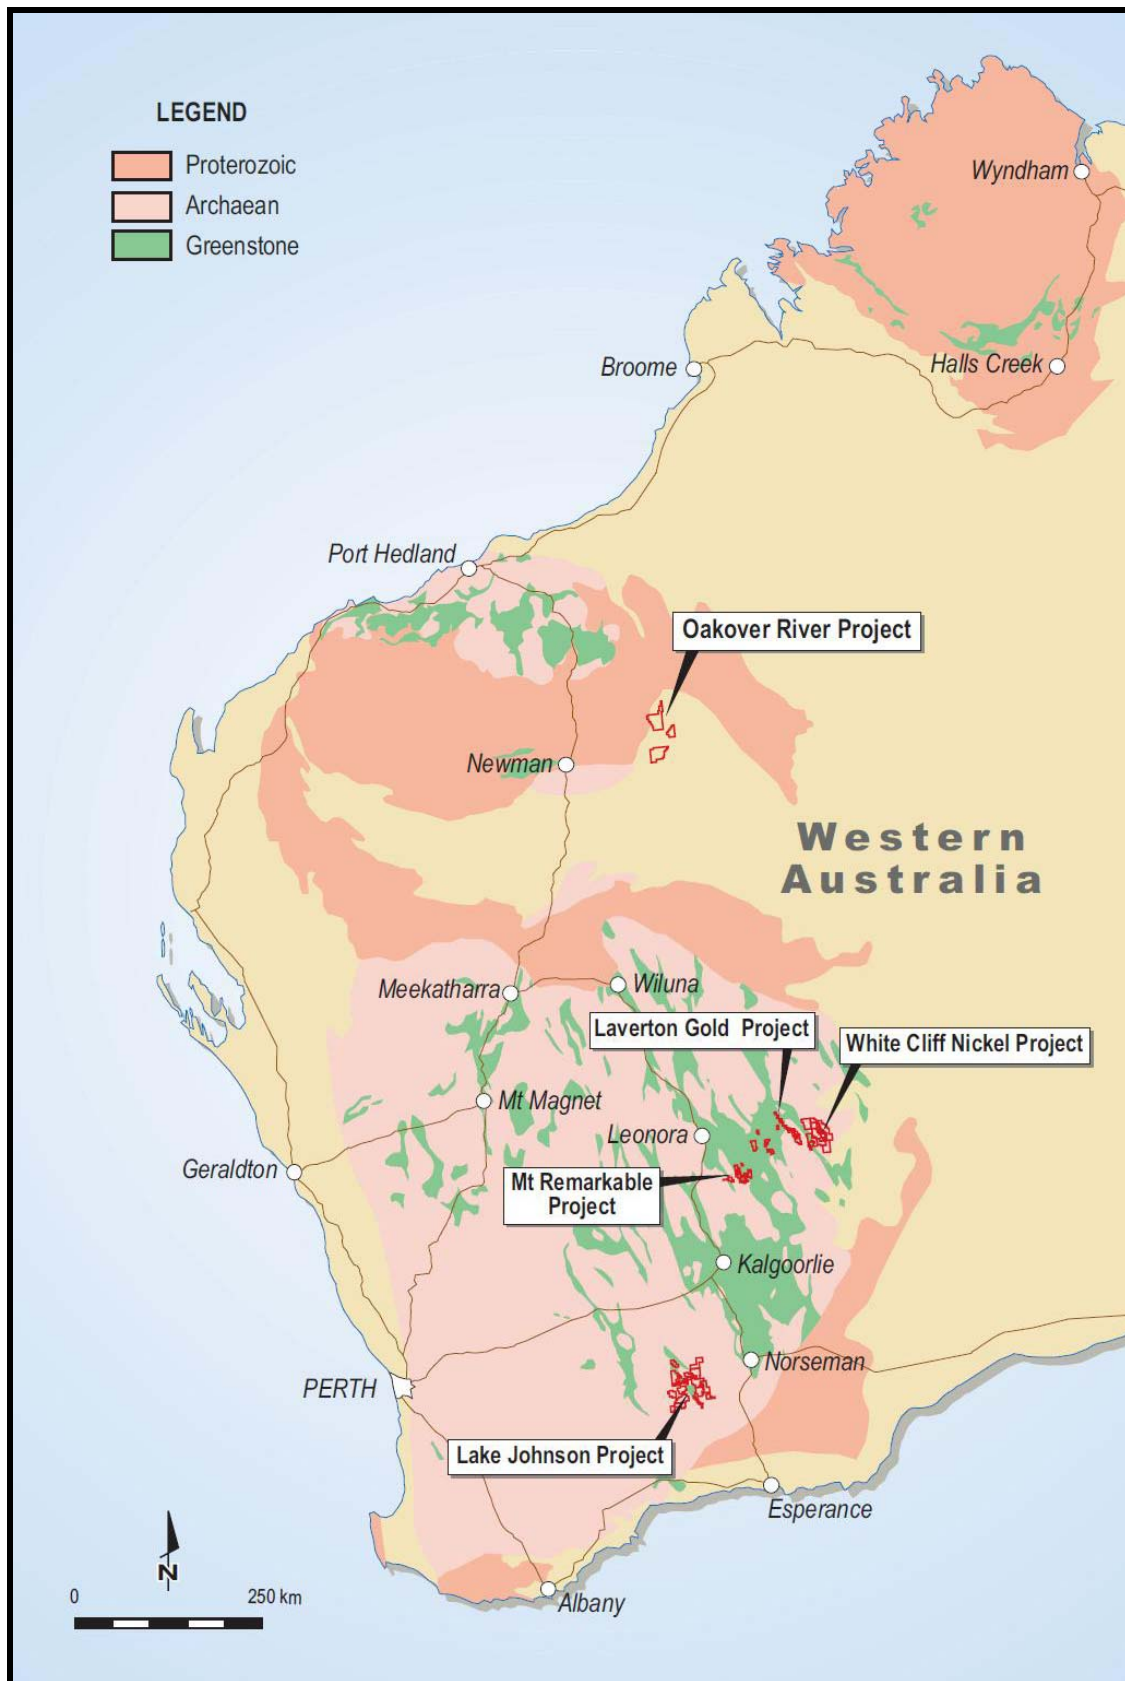 LEGEND
Proterozoic
Archaean
Greenstone
Wyndham
Halls Creek
Broome
Port Hedland
Oakover River Project
Newman
Western
Australia
Meekatharra
Wiluna
Laverton Gold Project
White Cliff Nickel Project
Mt Magnet
Leonora
Geraldton
Mt Remarkable
Project
Kalgoorlie
Norseman
PERTH
Lake Johnson Project
Esperance
N
0 250 km
Albany